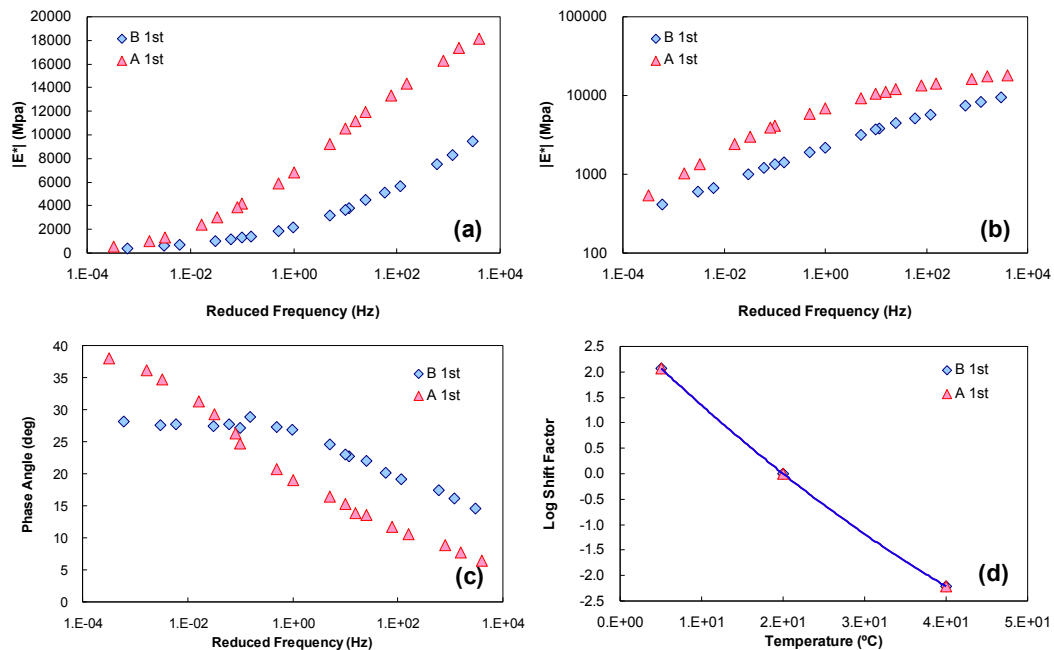 20000
18000
16000
14000
12000
10000
8000
6000
4000
2000
0
|E*| (Mpa)
B 1st
A 1st
(a)
1.E-04 1.E-02 1.E+00 1.E+02 1.E+04
Reduced Frequency (Hz)
100000
10000
1000
100
|E*| (Mpa)
B 1st
A 1st
(b)
1.E-04 1.E-02 1.E+00 1.E+02 1.E+04
Reduced Frequency (Hz)
40
35
30
25
20
15
10
5
0
Phase Angle (deg)
B 1st
A 1st
(c)
1.E-04 1.E-02 1.E+00 1.E+02 1.E+04
Reduced Frequency (Hz)
2.5
2.0
1.5
1.0
0.5
0.0
-0.5
-1.0
-1.5
-2.0
-2.5
Log Shift Factor
B 1st
A 1st
(d)
0.E+00 1.E+01 2.E+01 3.E+01 4.E+01 5.E+01
Temperature (ºC)